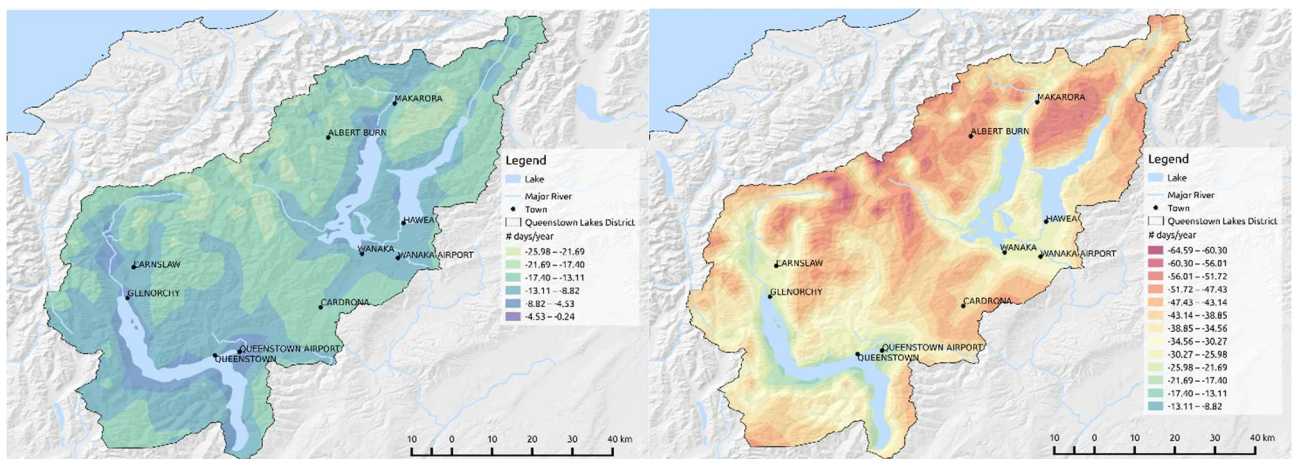 MAKARORA
ALBERT BURN
Legend
Lake
Major River
Town
Queenstown Lakes District
# days/year
-25.98 – -21.69
-21.69 – -17.40
-17.40 – -13.11
-13.11 – -8.82
-8.82 – -4.53
-4.53 – -0.24
HAWEA
WANAKA
WANAKA AIRPORT
EARNSLAW
GLENORCHY
CARDRONA
QUEENSTOWN AIRPORT
QUEENSTOWN
10 0 10 20 30 40 km
MAKARORA
ALBERT BURN
Legend
Lake
Major River
Town
Queenstown Lakes District
# days/year
-64.59 – -60.30
-60.30 – -56.01
-56.01 – -51.72
-51.72 – -47.43
-47.43 – -43.14
-43.14 – -38.85
-38.85 – -34.56
-34.56 – -30.27
-30.27 – -25.98
-25.98 – -21.69
-21.69 – -17.40
-17.40 – -13.11
-13.11 – -8.82
HAWEA
WANAKA
WANAKA AIRPORT
EARNSLAW
GLENORCHY
CARDRONA
QUEENSTOWN AIRPORT
QUEENSTOWN
10 0 10 20 30 40 km